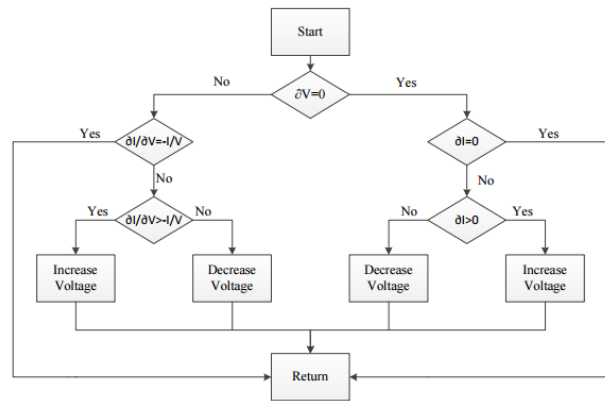 Start
No
∂V=0
Yes
Yes
∂I/∂V=-I/V
∂I=0
Yes
No
No
Yes
∂I/∂V>-I/V
No
No
∂I>0
Yes
Increase
Voltage
Decrease
Voltage
Decrease
Voltage
Increase
Voltage
Return